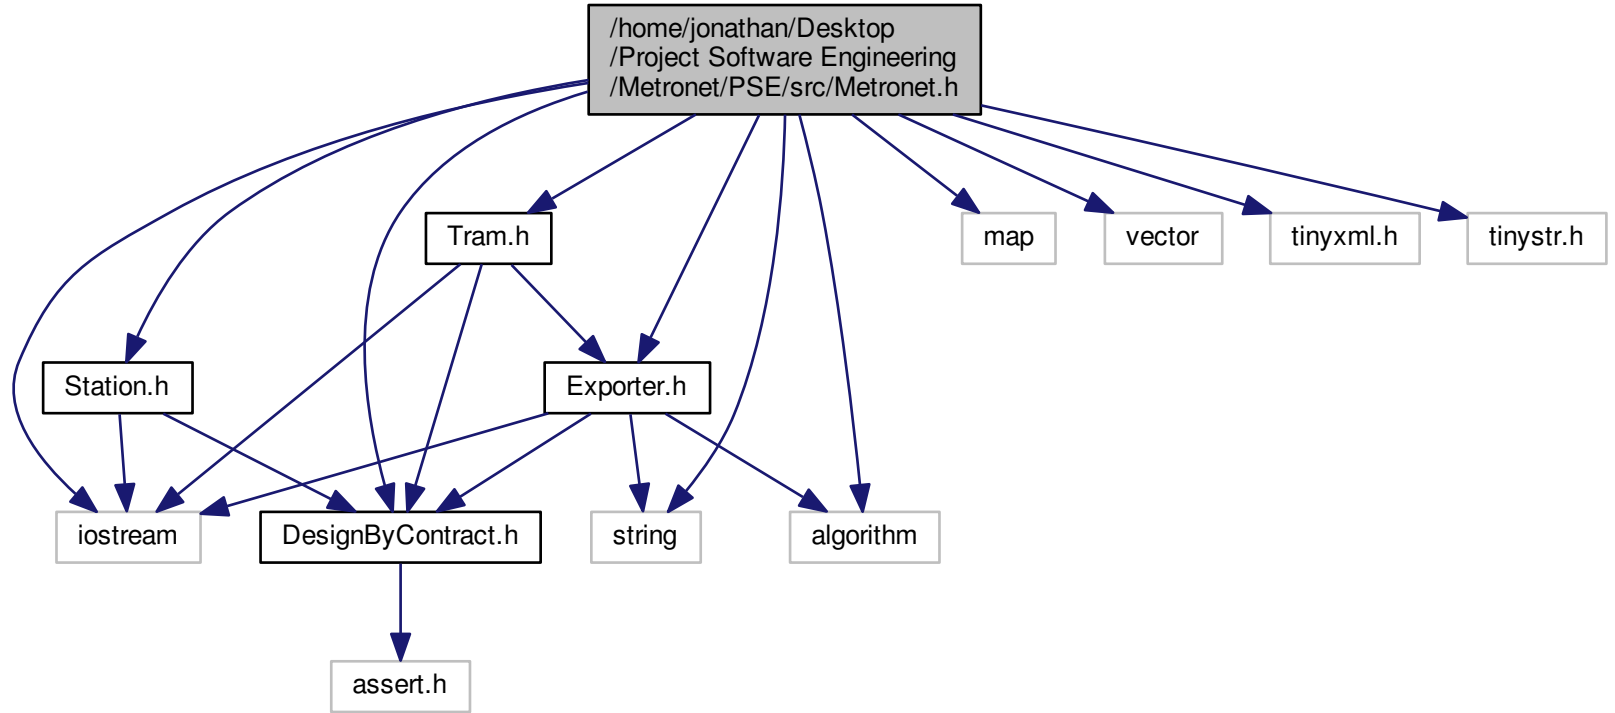 /home/jonathan/Desktop
/Project Software Engineering
/Metronet/PSE/src/Metronet.h
Tram.h
map
vector
tinyxml.h
tinystr.h
Station.h
Exporter.h
iostream
DesignByContract.h
string
algorithm
assert.h